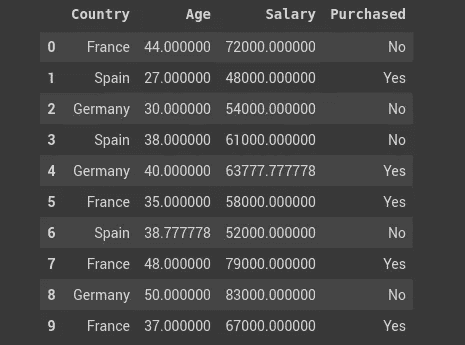 Country Age Salary Purchased
0 France 44.000000 72000.000000 No
1 Spain 27.000000 48000.000000 Yes
2 Germany 30.000000 54000.000000 No
3 Spain 38.000000 61000.000000 No
4 Germany 40.000000 63777.777778 Yes
5 France 35.000000 58000.000000 Yes
6 Spain 38.777778 52000.000000 No
7 France 48.000000 79000.000000 Yes
8 Germany 50.000000 83000.000000 No
9 France 37.000000 67000.000000 Yes